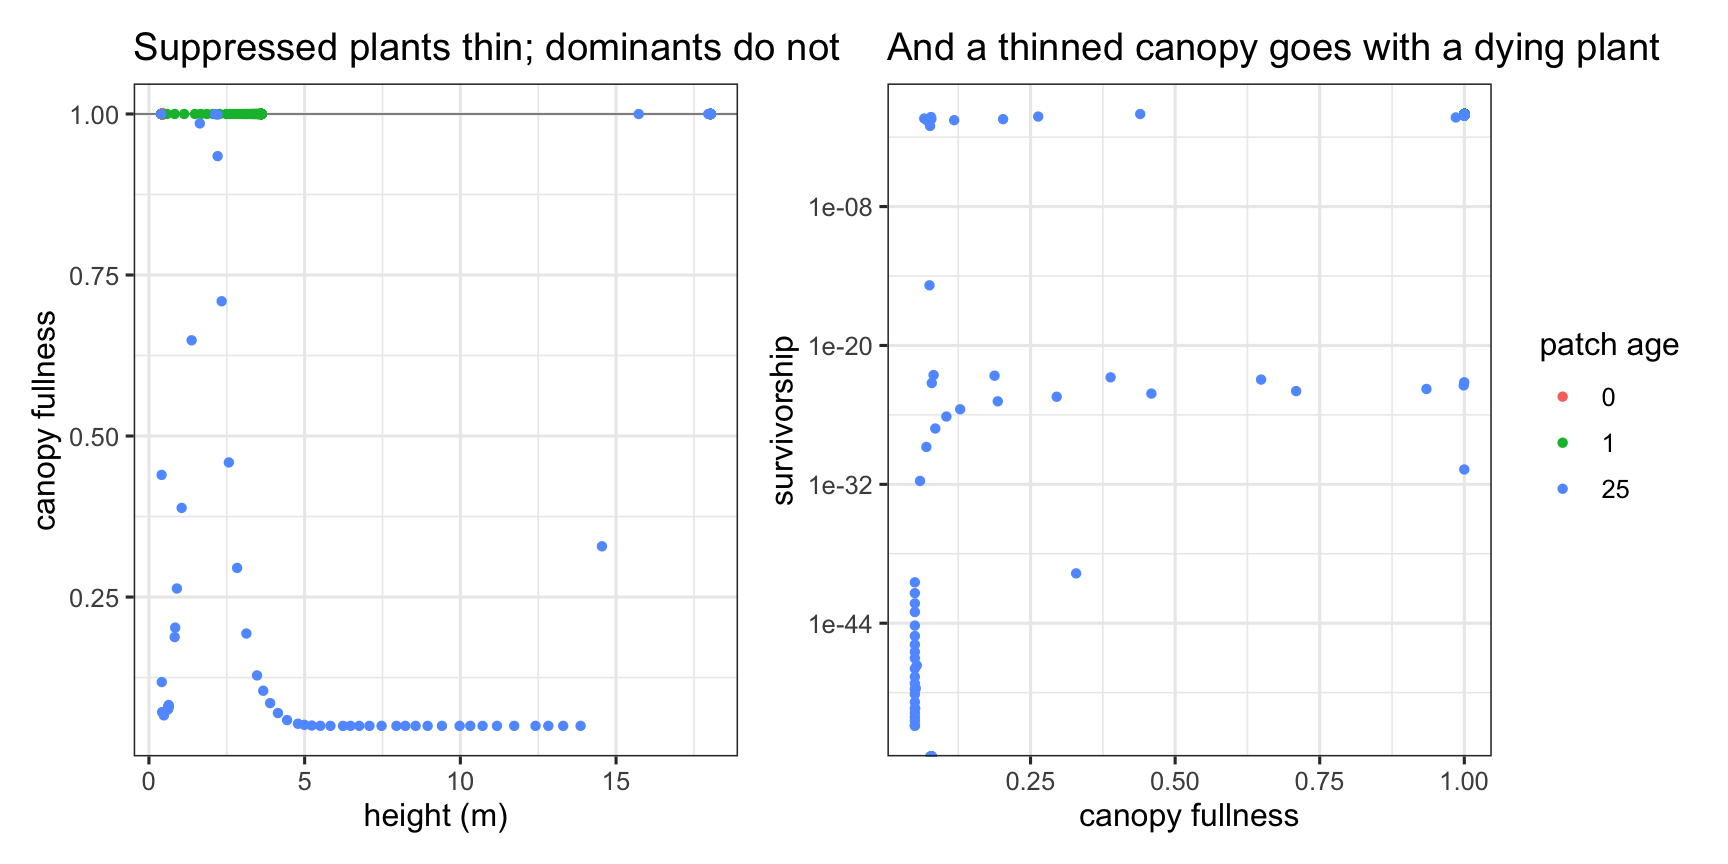 Suppressed plants thin; dominants do not
And a thinned canopy goes with a dying plant
1.00
0.75
0.50
0.25
canopy fullness
0
5
10
15
height (m)
1e-08
1e-20
1e-32
1e-44
survivorship
0.25
0.50
0.75
1.00
canopy fullness
patch age
0
1
25